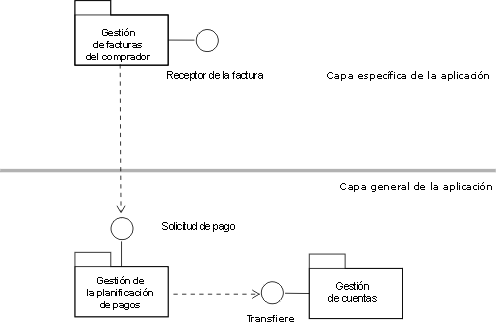 Gestión
de facturas
del comprador
Receptor de la factura
Capa específica de la aplicación
Capa general de la aplicación
Solicitud de pago
Gestión de
la planificación
de pagos
Gestión
de cuentas
Transfiere